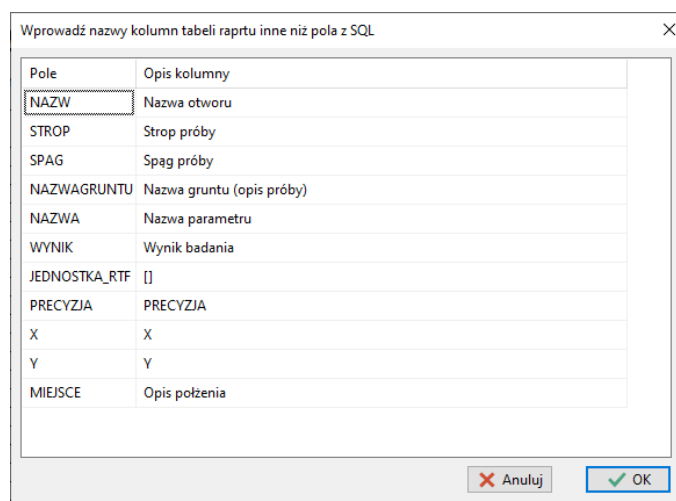 Wprowadź nazwy kolumn tabeli raprtu inne niż pola z SQL
Pole Opis kolumny
NAZW Nazwa otworu
STROP Strop próby
SPAG Spąg próby
NAZWAGRUNTU Nazwa gruntu (opis próby)
NAZWA Nazwa parametru
WYNIK Wynik badania
JEDNOSTKA_RTF []
PRECYZJA PRECYZJA
X X
Y Y
MIEJSCE Opis połżenia
Anuluj OK